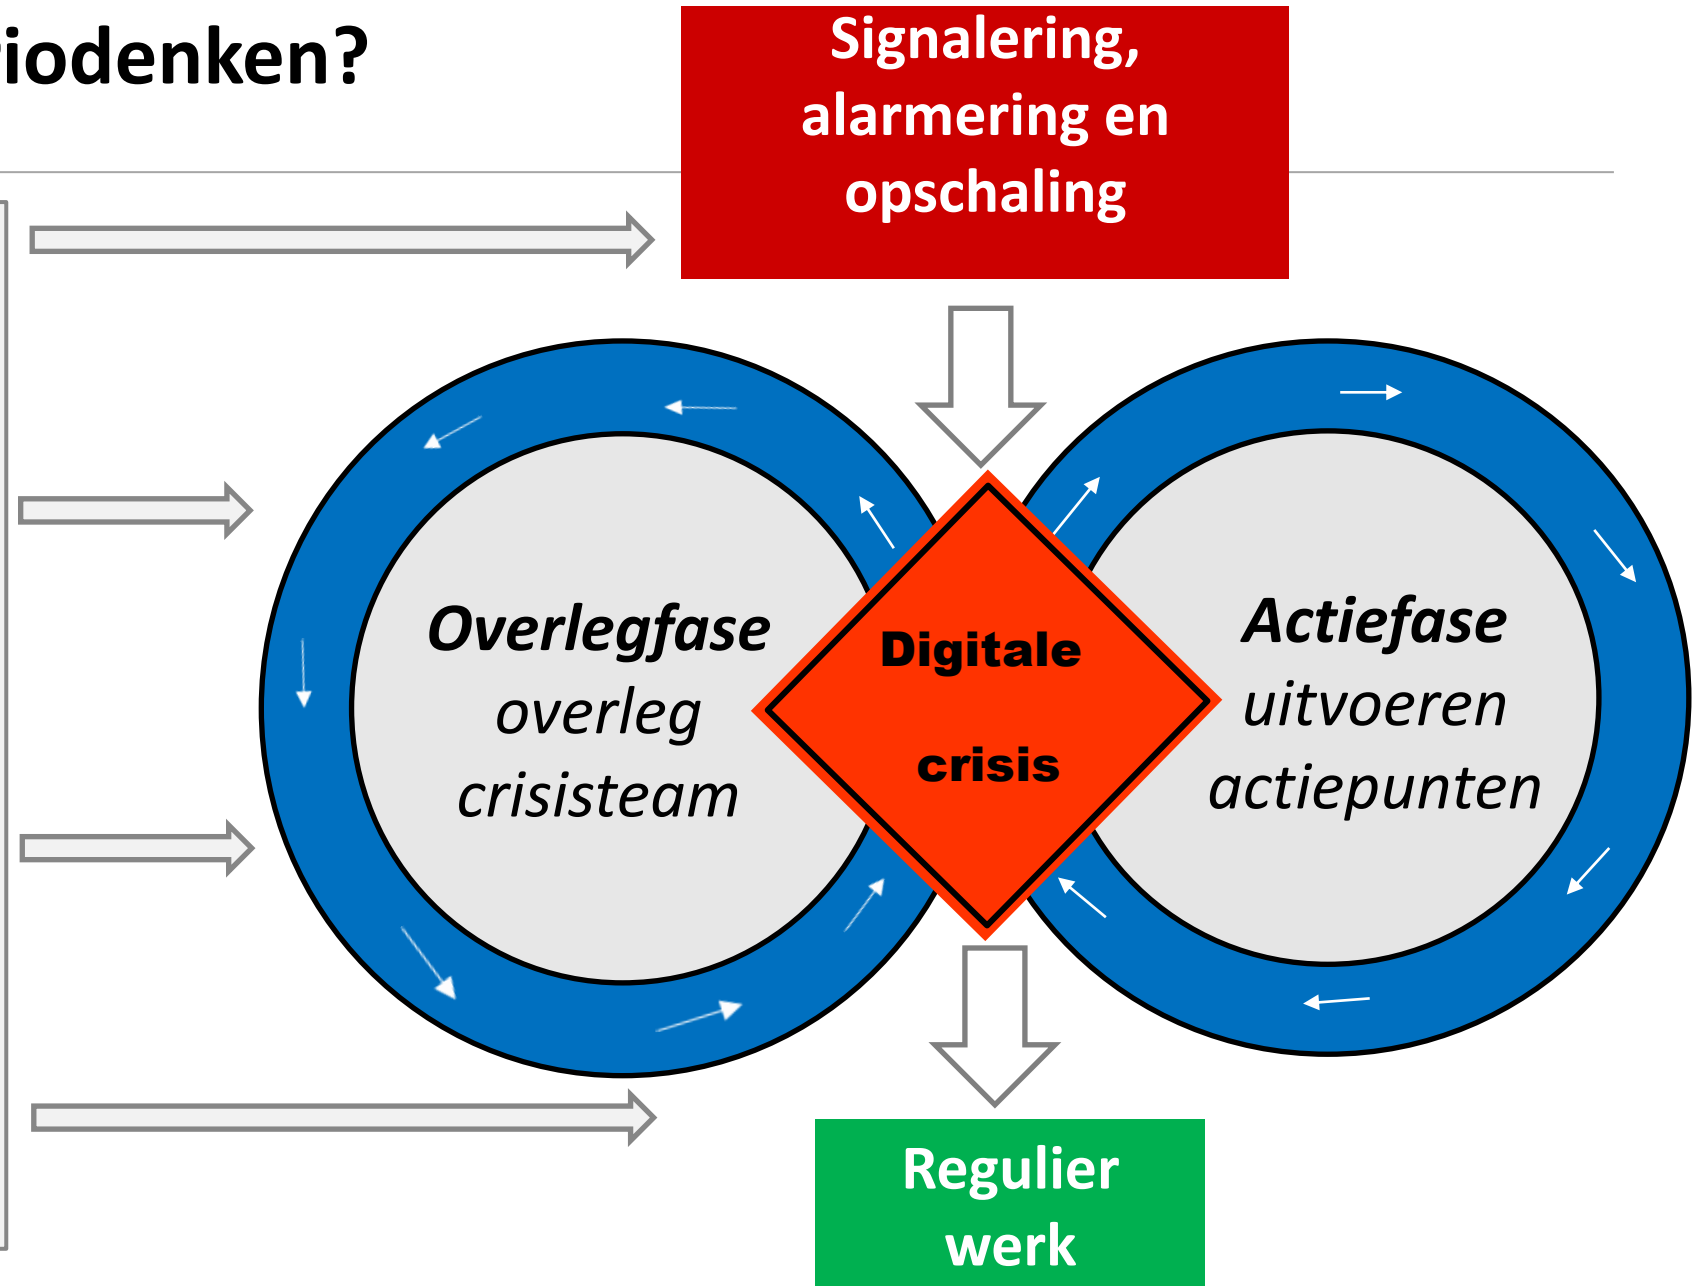 iodenken?
Signalering,
alarmering en
opschaling
Overlegfase
overleg
crisisteam
Digitale
crisis
Actiefase
uitvoeren
actiepunten
Regulier
werk